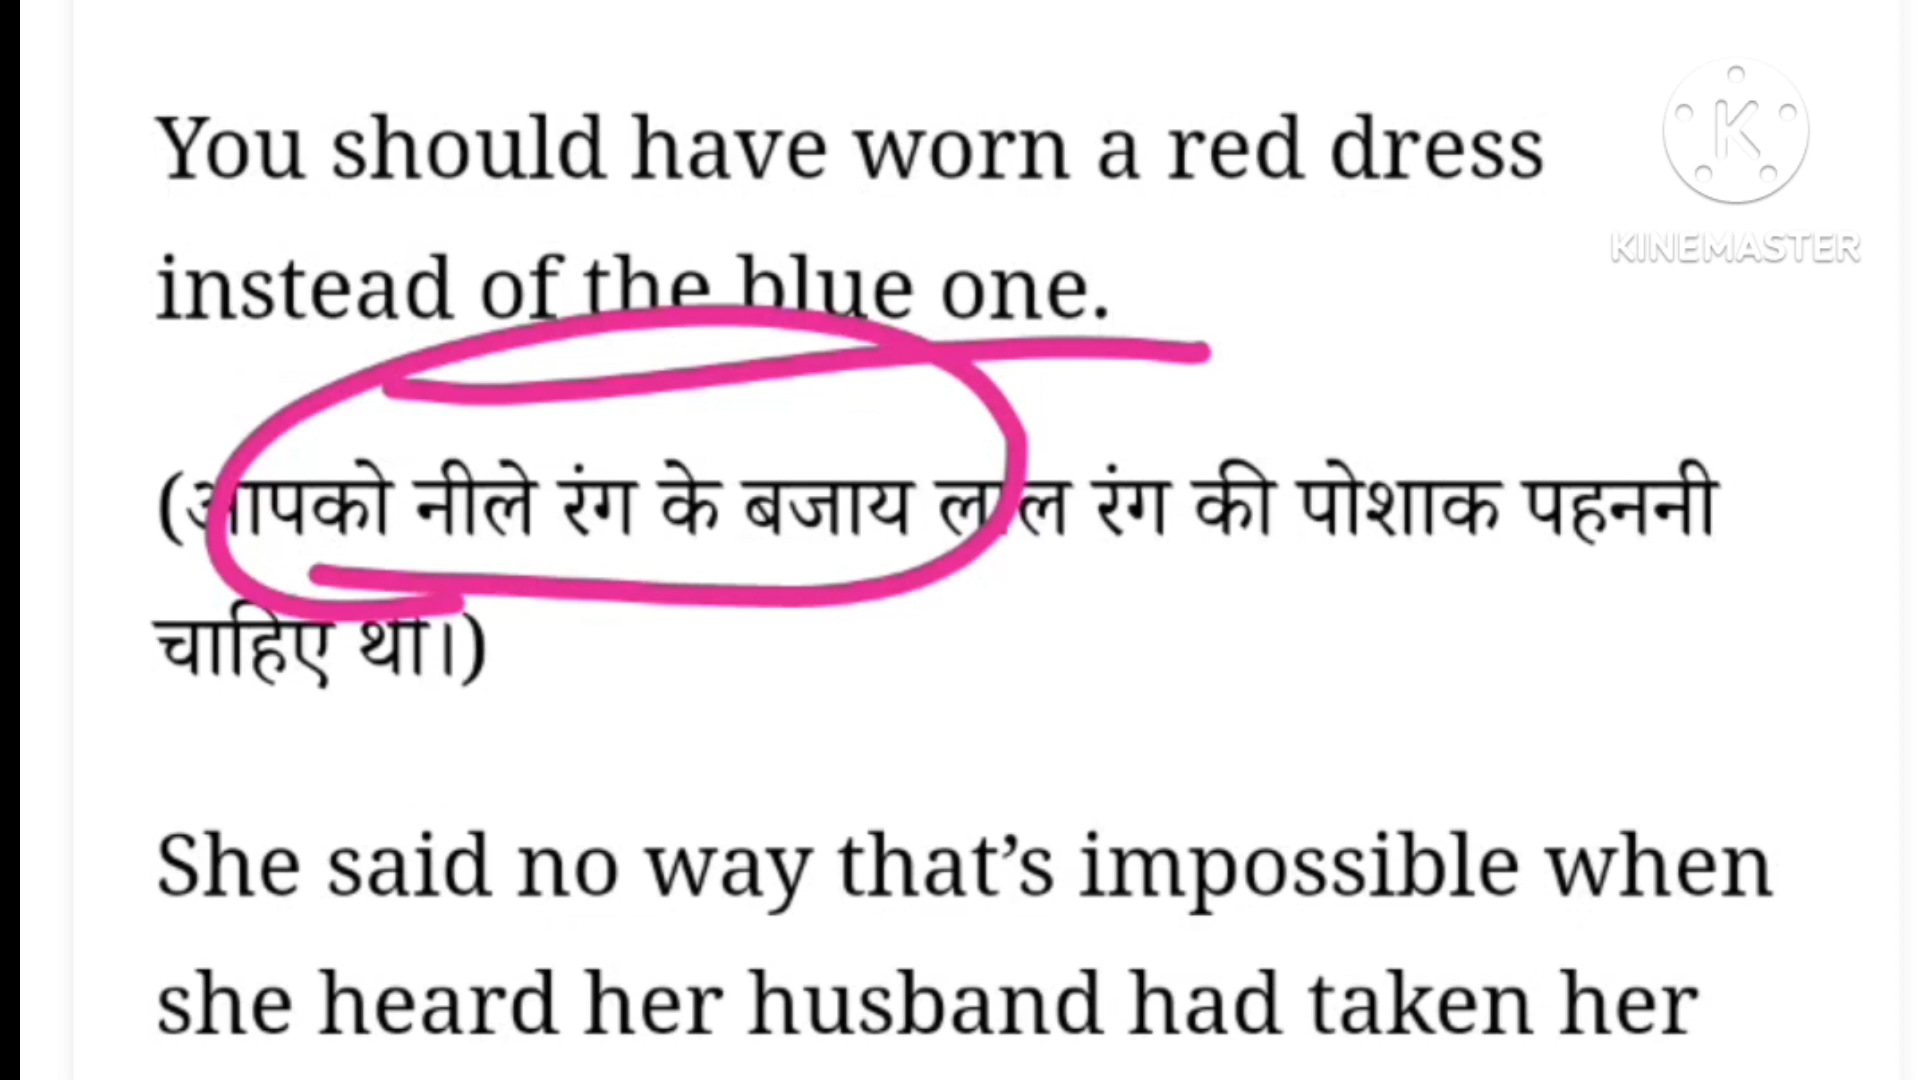 You should have worn a red dress
KINEMASTER
instead of the blue one.
(आपको नीले रंग के बजाय लाल रंग की पोशाक पहननी
चाहिए थी।)
She said no way that’s impossible when
she heard her husband had taken her